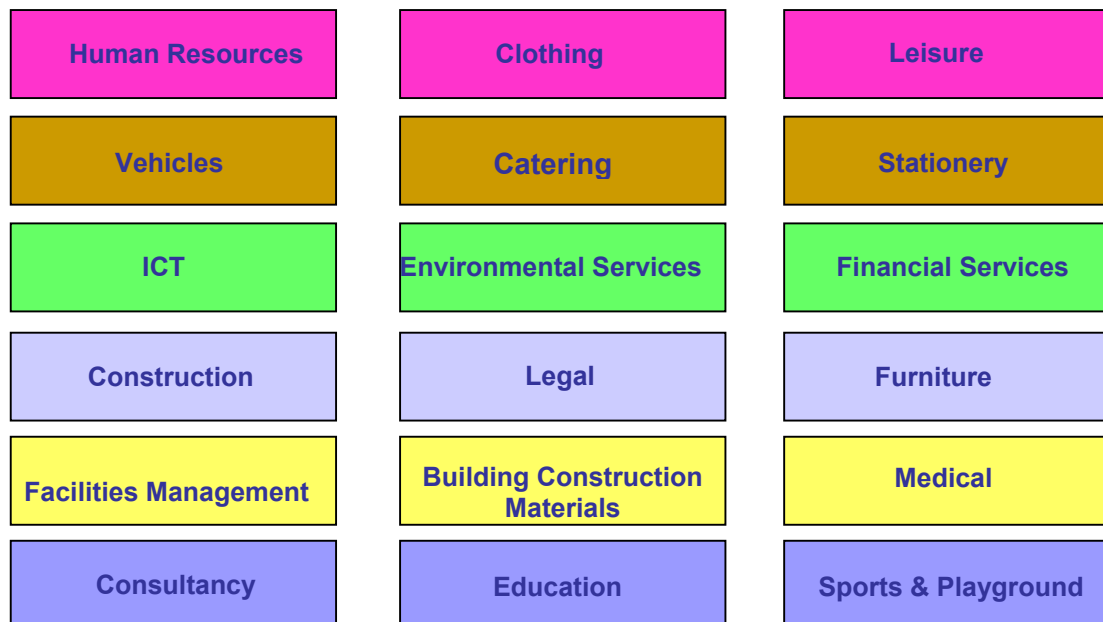 Human Resources
Clothing
Leisure
Vehicles
Catering
Stationery
ICT
Environmental Services
Financial Services
Construction
Legal
Furniture
Facilities Management
Building Construction
Materials
Medical
Consultancy
Education
Sports & Playground